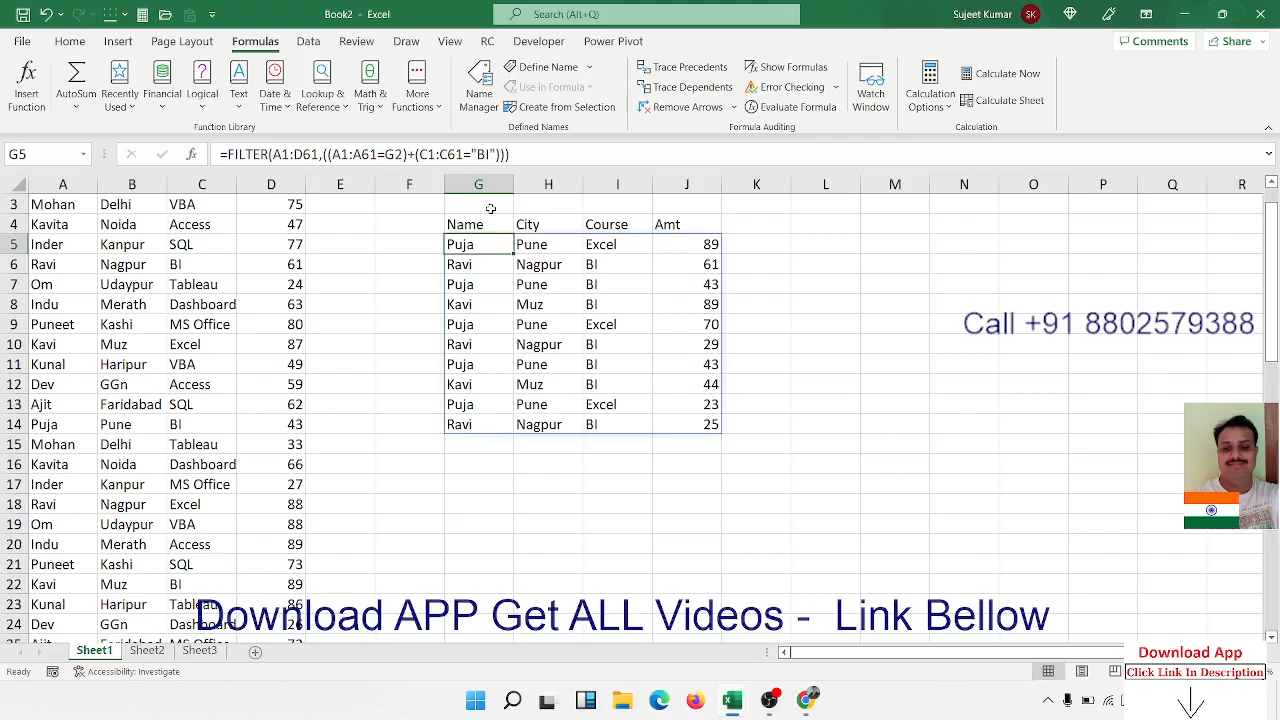 Book2 - Excel
Search (Alt+Q)
Sujeet Kumar SK
File Home Insert Page Layout Formulas Data Review View RC Developer Power Pivot Comments Share
Insert Function
AutoSum
Recently Used
Financial
Logical
Text
Date & Time
Lookup & Reference
Math & Trig
More Functions
Function Library
Name Manager
Define Name
Use in Formula
Create from Selection
Defined Names
Trace Precedents
Trace Dependents
Remove Arrows
Show Formulas
Error Checking
Evaluate Formula
Formula Auditing
Watch Window
Calculation Options
Calculate Now
Calculate Sheet
Calculation
G5 fx =FILTER(A1:D61,((A1:A61=G2)+(C1:C61="BI")))
A B C D E F G H I J K L M N O P Q R
3 Mohan Delhi VBA 75
4 Kavita Noida Access 47 Name City Course Amt
5 Inder Kanpur SQL 77 Puja Pune Excel 89
6 Ravi Nagpur BI 61 Ravi Nagpur BI 61
7 Om Udaypur Tableau 24 Puja Pune BI 43
8 Indu Merath Dashboard 63 Kavi Muz BI 89
9 Puneet Kashi MS Office 80 Puja Pune Excel 70
10 Kavi Muz Excel 87 Ravi Nagpur BI 29
11 Kunal Haripur VBA 49 Puja Pune BI 43
12 Dev GGn Access 59 Kavi Muz BI 44
13 Ajit Faridabad SQL 62 Puja Pune Excel 23
14 Puja Pune BI 43 Ravi Nagpur BI 25
15 Mohan Delhi Tableau 33
16 Kavita Noida Dashboard 66
17 Inder Kanpur MS Office 27
18 Ravi Nagpur Excel 88
19 Om Udaypur VBA 88
20 Indu Merath Access 89
21 Puneet Kashi SQL 73
22 Kavi Muz BI 89
23 Kunal Haripur 86
24 Dev GGn Dashboard 26
Call +91 8802579388
Download APP Get ALL Videos - Link Bellow
Sheet1 Sheet2 Sheet3
Download App
Click Link In Description
Ready Accessibility: Investigate